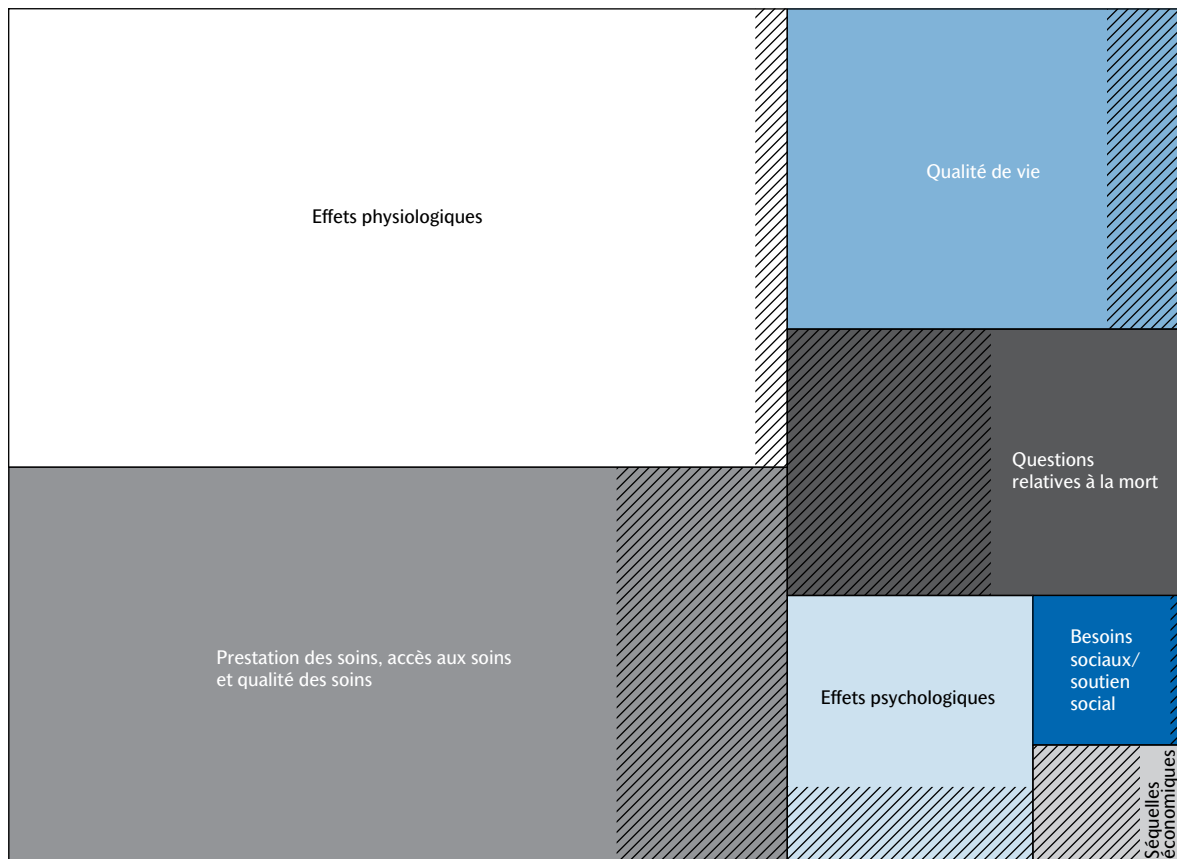 Effets physiologiques
Qualité de vie
Questions
relatives à la mort
Prestation des soins, accès aux soins
et qualité des soins
Effets psychologiques
Besoins
sociaux/
soutien
social
Séquelles
économiques